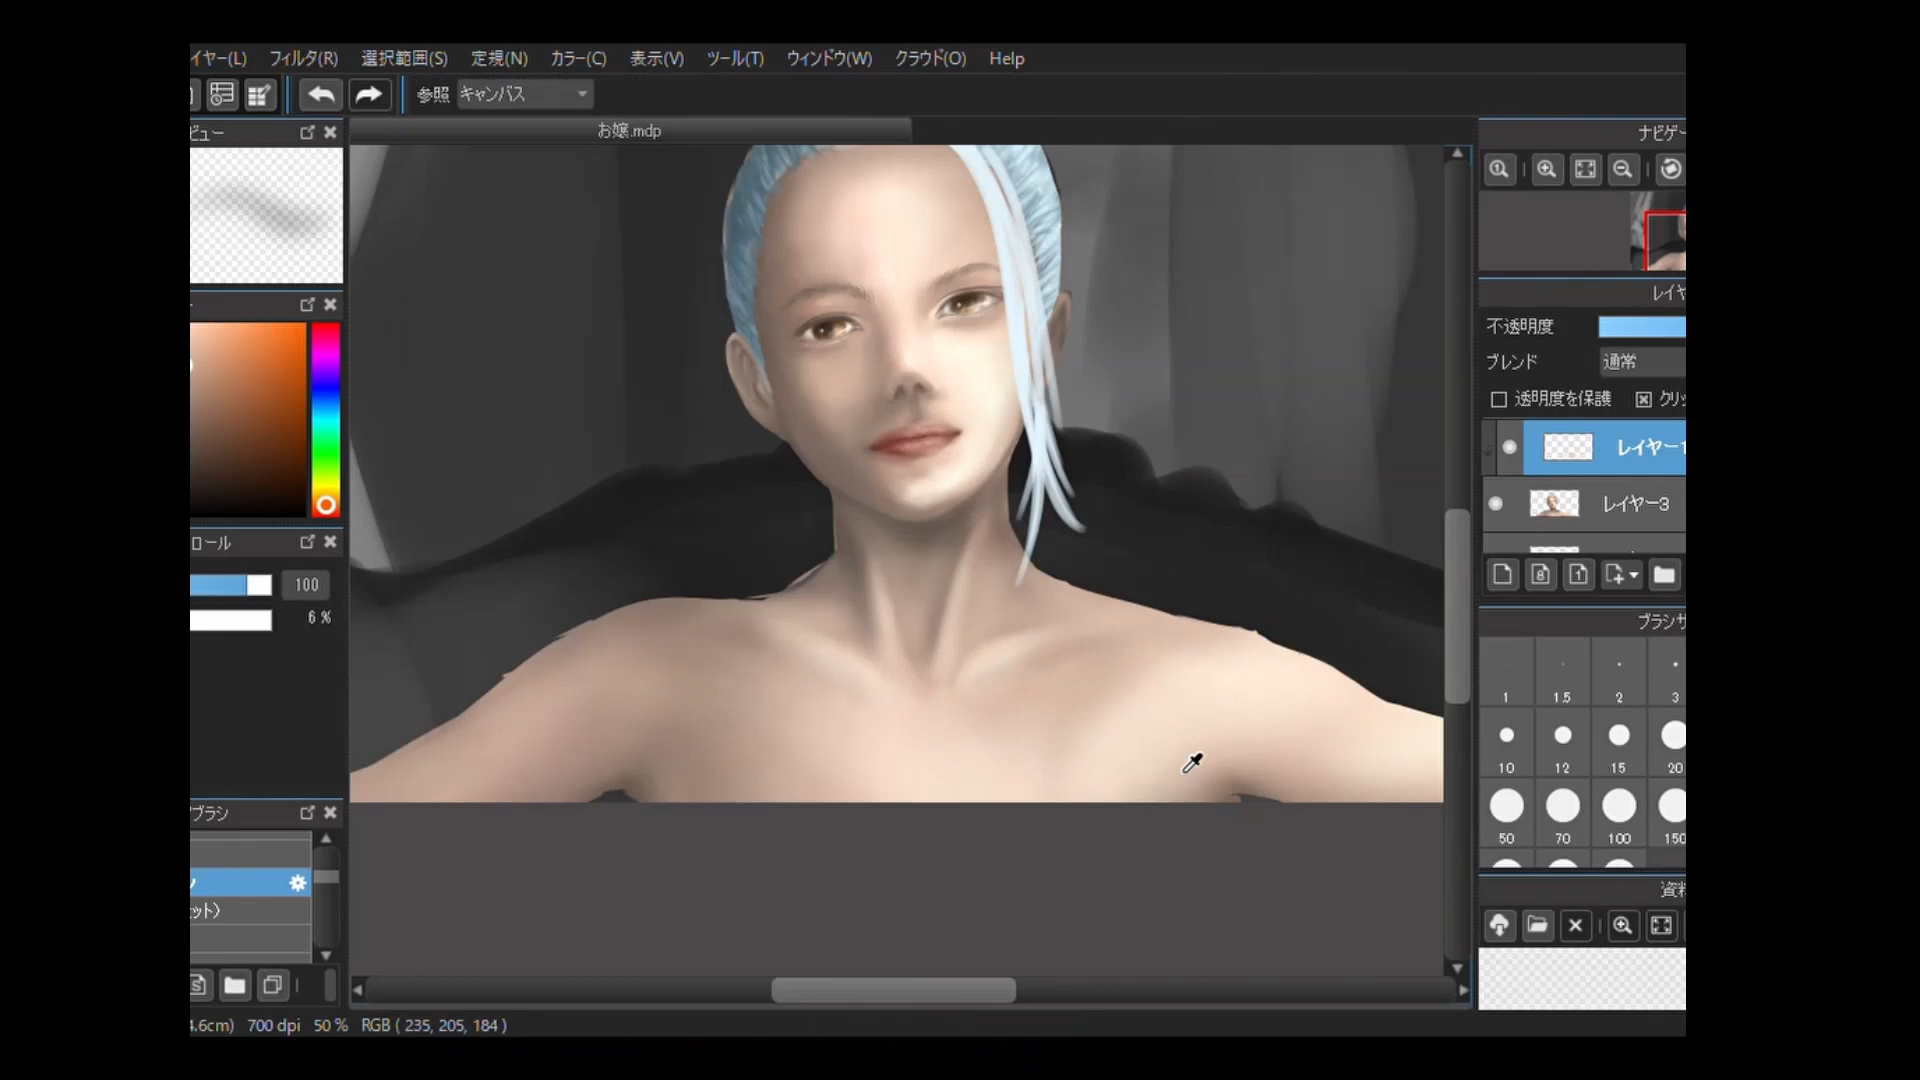 イヤー(L) フィルタ(R) 選択範囲(S) 定規(N) カラー(C) 表示(V) ツール(T) ウィンドウ(W) クラウド(O) Help
参照 キャンバス
お嬢.mdp
ビュー
ナビゲー
レイヤ
不透明度
ブレンド 通常
透明度を保護 クリッ
レイヤー1
レイヤー3
8 1
ロール
100
6 %
ブラシサ
1 1.5 2 3
10 12 15 20
50 70 100 150
ブラシ
ット)
資料
4.6cm) 700 dpi 50 % RGB ( 235, 205, 184 )